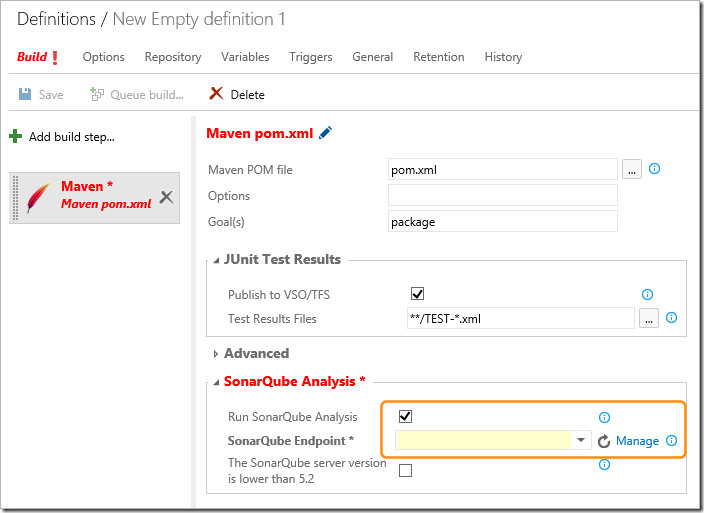 Definitions / New Empty definition 1
Build ! Options Repository Variables Triggers General Retention History
Save Queue build... Delete
Add build step...
Maven *
Maven pom.xml
Maven pom.xml
Maven POM file pom.xml ...
Options
Goal(s) package
JUnit Test Results
Publish to VSO/TFS
Test Results Files **/TEST-*.xml ...
Advanced
SonarQube Analysis *
Run SonarQube Analysis
SonarQube Endpoint * Manage
The SonarQube server version
is lower than 5.2